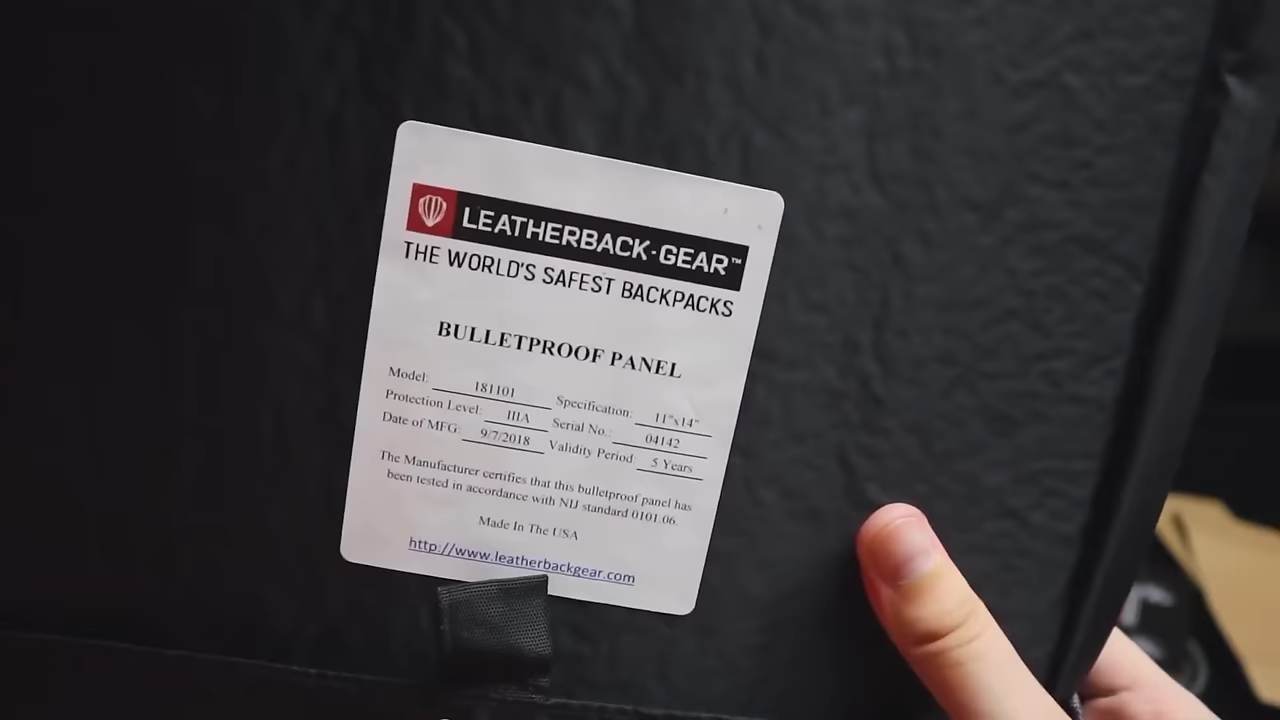 LEATHERBACK·GEAR™
THE WORLD'S SAFEST BACKPACKS
BULLETPROOF PANEL
Model: 181101 Specification: 11"x14"
Protection Level: IIIA Serial No.: 04142
Date of MFG: 9/7/2018 Validity Period: 5 Years
The Manufacturer certifies that this bulletproof panel has
been tested in accordance with NIJ standard 0101.06.
Made In The USA
http://www.leatherbackgear.com